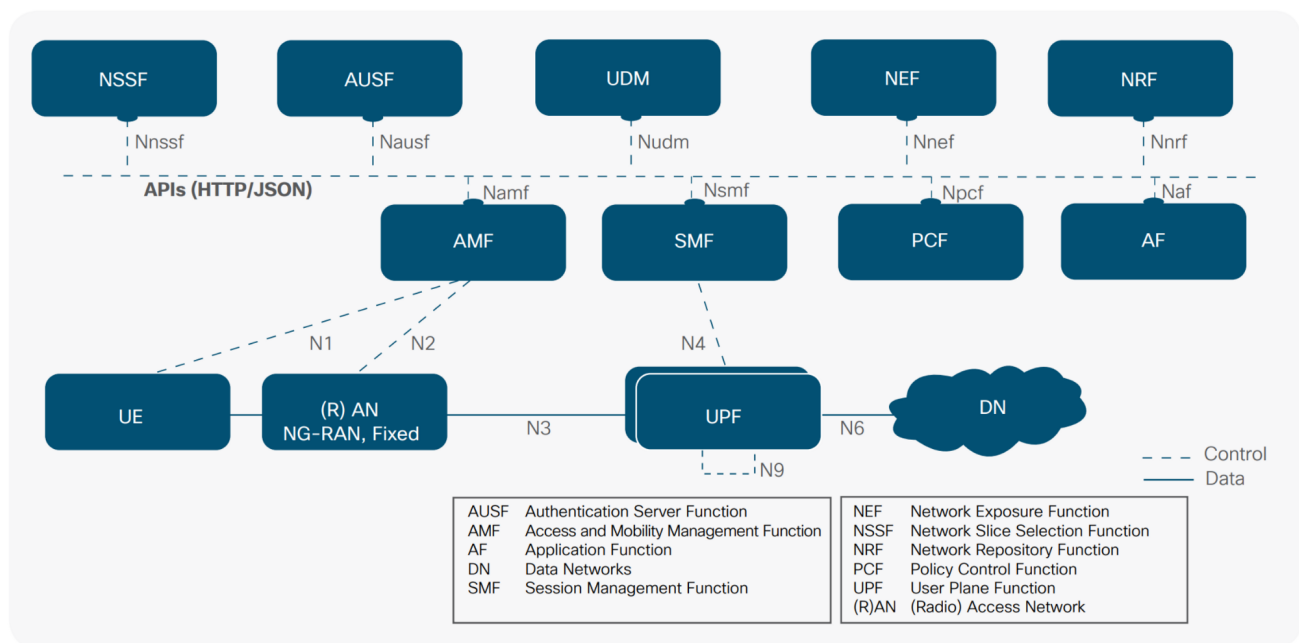 NSSF
AUSF
UDM
NEF
NRF
Nnssf
Nausf
Nudm
Nnef
Nnrf
APIs (HTTP/JSON)
Namf
Nsmf
Npcf
Naf
AMF
SMF
PCF
AF
N1
N2
N4
UE
(R) AN
NG-RAN, Fixed
N3
UPF
N6
DN
N9
Control
Data
AUSF Authentication Server Function
AMF Access and Mobility Management Function
AF Application Function
DN Data Networks
SMF Session Management Function
NEF Network Exposure Function
NSSF Network Slice Selection Function
NRF Network Repository Function
PCF Policy Control Function
UPF User Plane Function
(R)AN (Radio) Access Network